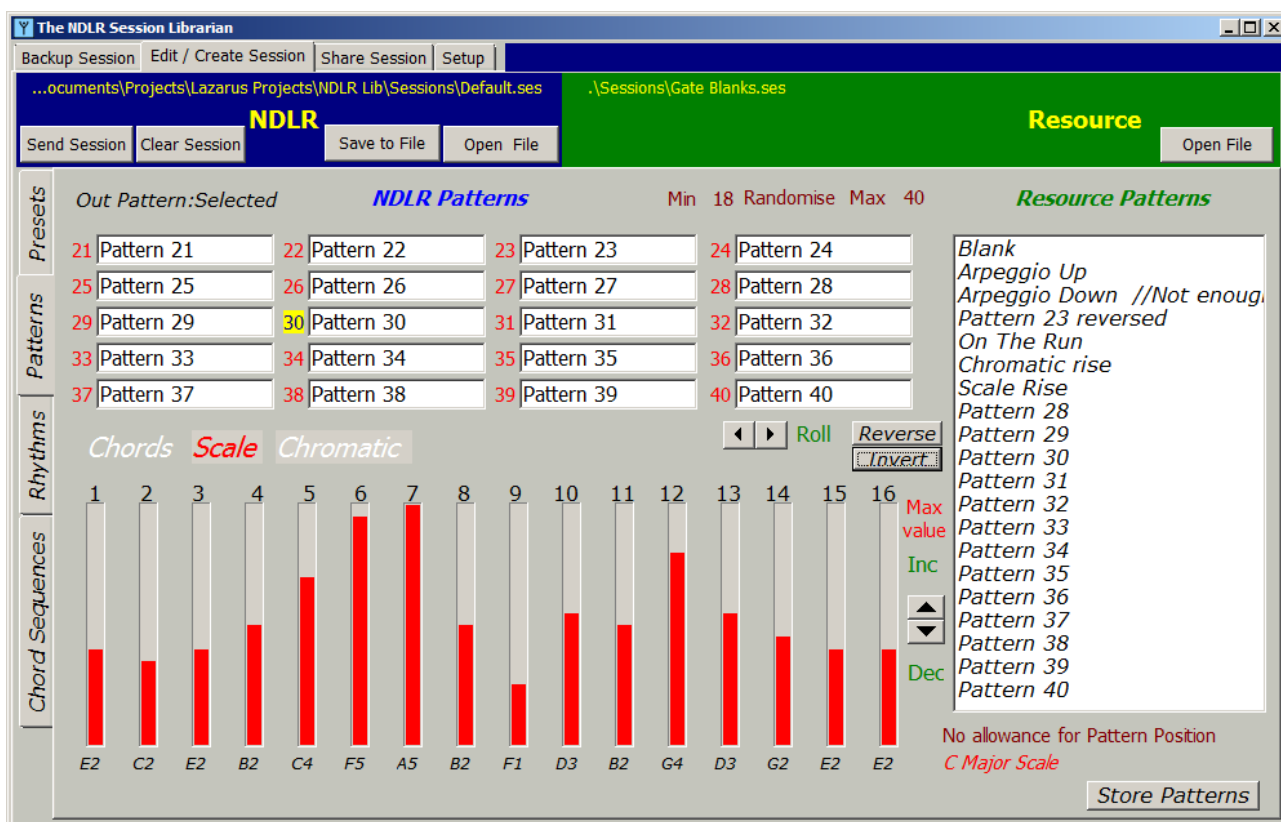 The NDLR Session Librarian
Backup Session Edit / Create Session Share Session Setup
...ocuments\Projects\Lazarus Projects\NDLR Lib\Sessions\Default.ses .\Sessions\Gate Blanks.ses
NDLR Resource
Send Session Clear Session Save to File Open File Open File
Presets
Patterns
Rhythms
Chord Sequences
Out Pattern:Selected NDLR Patterns Min 18 Randomise Max 40 Resource Patterns
21 Pattern 21 22 Pattern 22 23 Pattern 23 24 Pattern 24
25 Pattern 25 26 Pattern 26 27 Pattern 27 28 Pattern 28
29 Pattern 29 30 Pattern 30 31 Pattern 31 32 Pattern 32
33 Pattern 33 34 Pattern 34 35 Pattern 35 36 Pattern 36
37 Pattern 37 38 Pattern 38 39 Pattern 39 40 Pattern 40
Chords Scale Chromatic Roll Reverse
Invert
1 2 3 4 5 6 7 8 9 10 11 12 13 14 15 16
Max
value
Inc
Dec
E2 C2 E2 B2 C4 F5 A5 B2 F1 D3 B2 G4 D3 G2 E2 E2
Blank
Arpeggio Up
Arpeggio Down //Not enoug
Pattern 23 reversed
On The Run
Chromatic rise
Scale Rise
Pattern 28
Pattern 29
Pattern 30
Pattern 31
Pattern 32
Pattern 33
Pattern 34
Pattern 35
Pattern 36
Pattern 37
Pattern 38
Pattern 39
Pattern 40
No allowance for Pattern Position
C Major Scale
Store Patterns